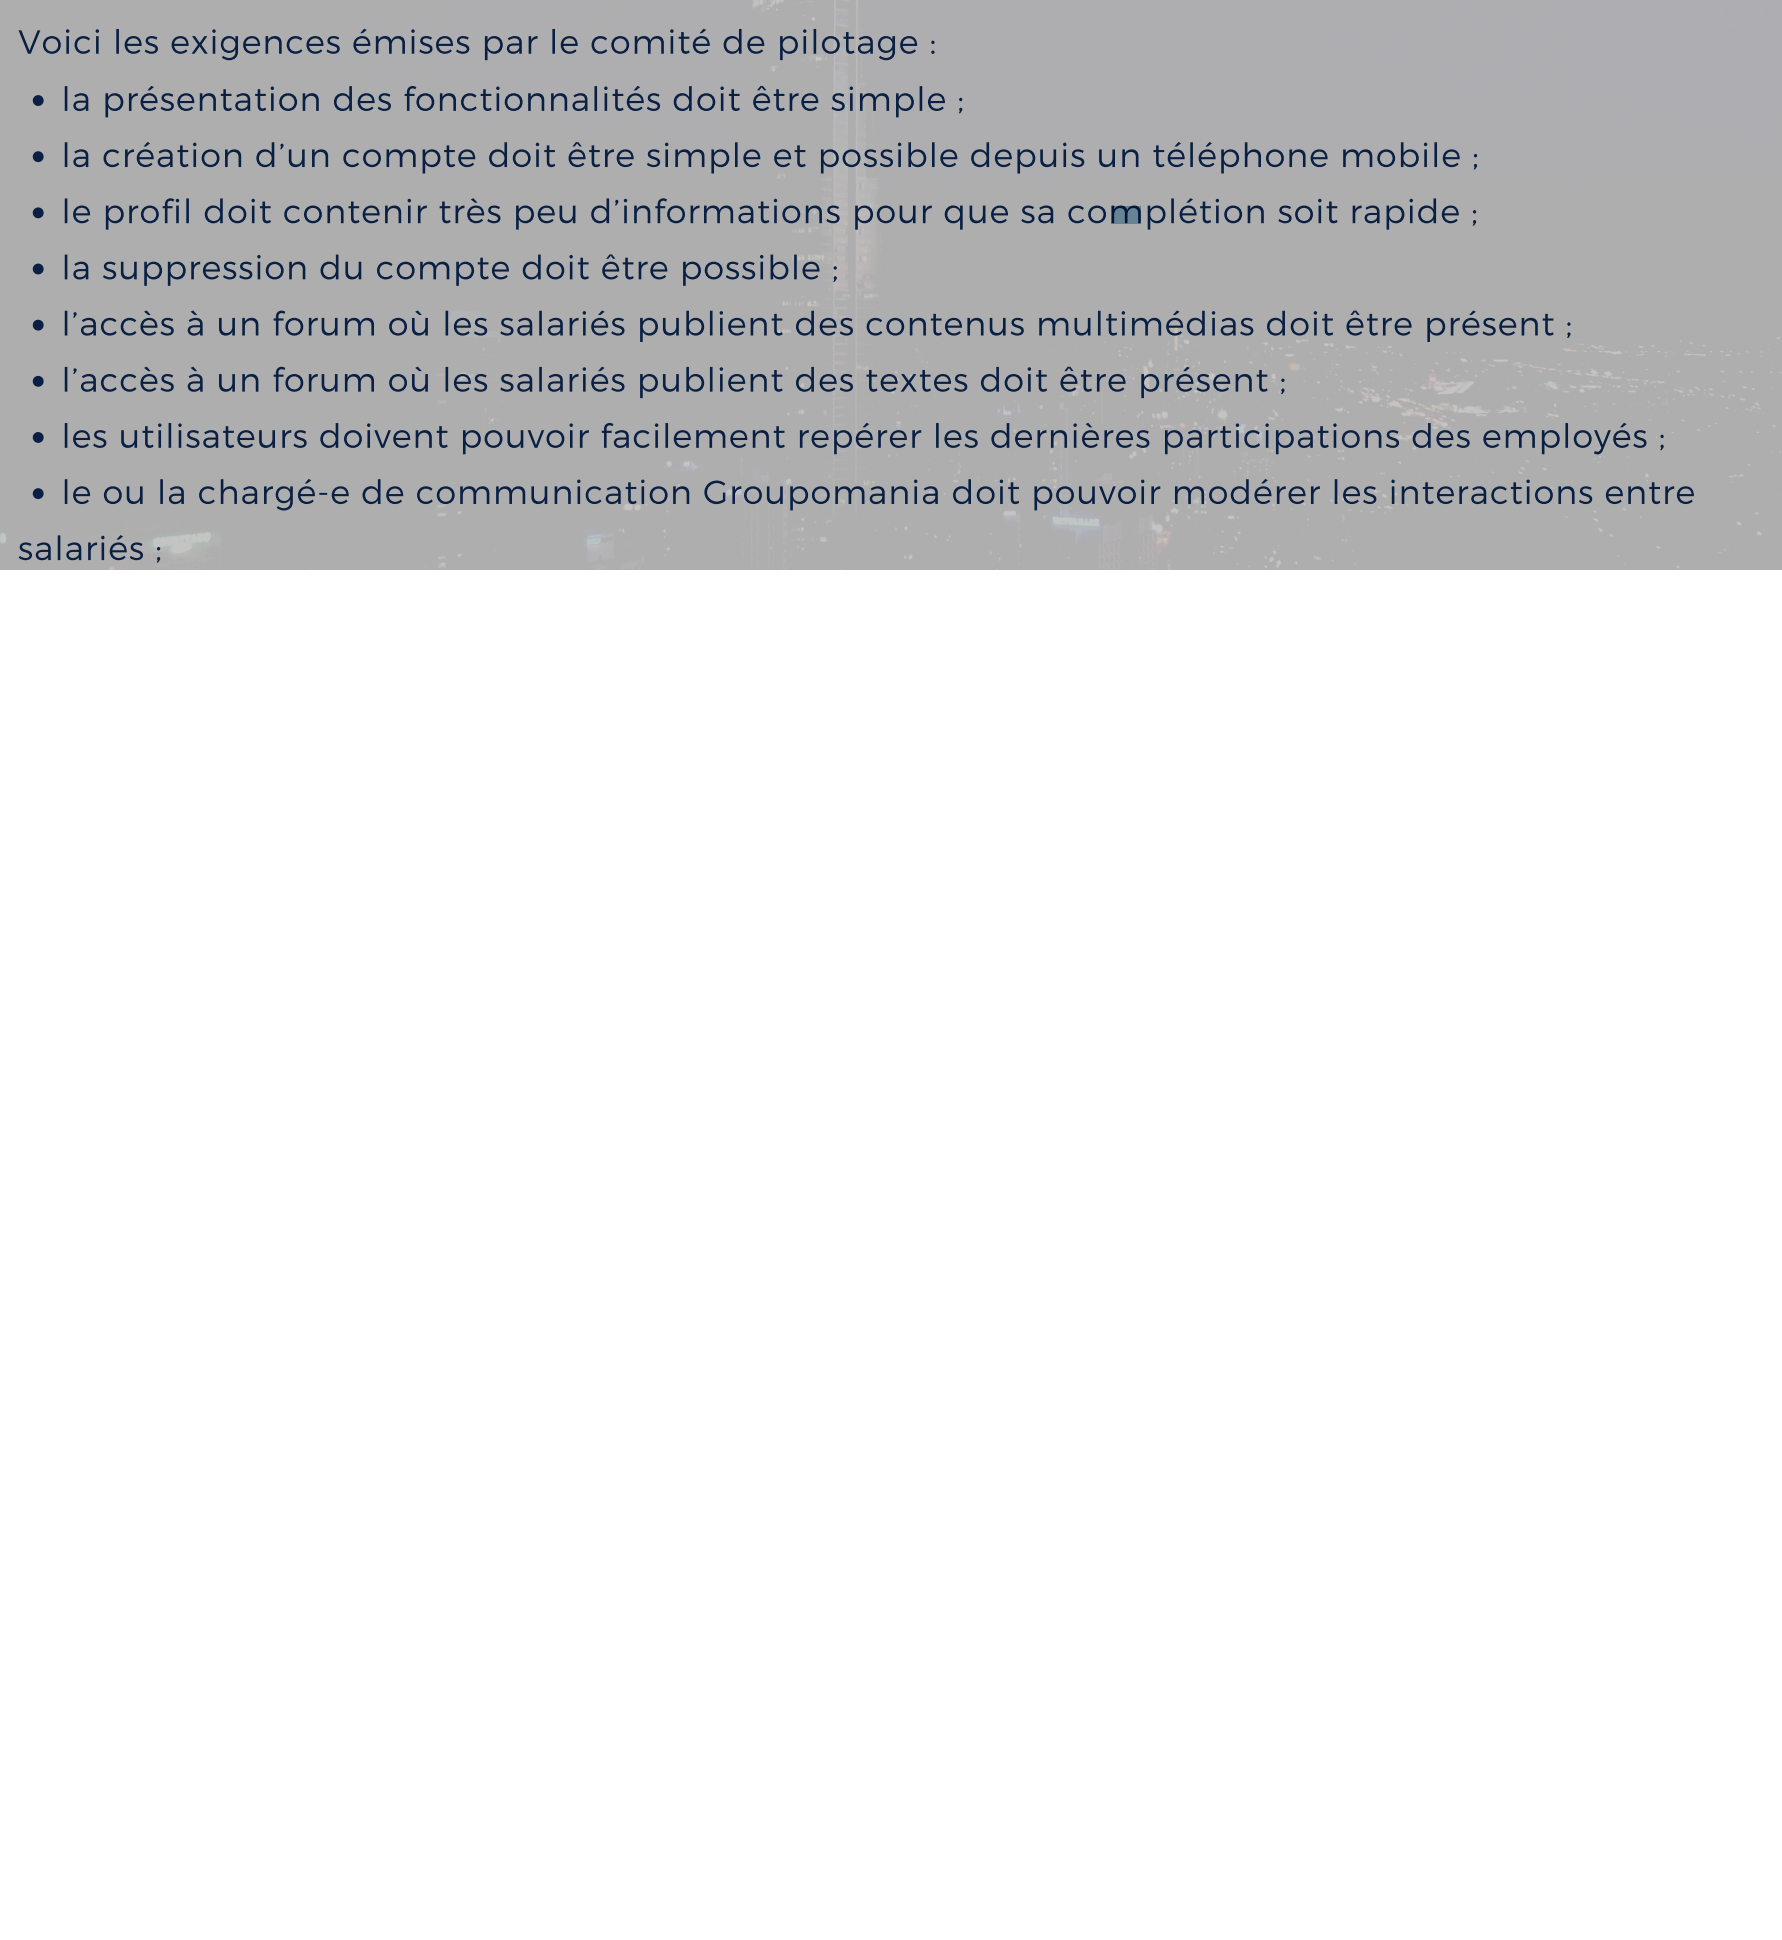 Voici les exigences émises par le comité de pilotage :
• la présentation des fonctionnalités doit être simple ;
• la création d’un compte doit être simple et possible depuis un téléphone mobile ;
• le profil doit contenir très peu d’informations pour que sa complétion soit rapide ;
• la suppression du compte doit être possible ;
• l’accès à un forum où les salariés publient des contenus multimédias doit être présent ;
• l’accès à un forum où les salariés publient des textes doit être présent ;
• les utilisateurs doivent pouvoir facilement repérer les dernières participations des employés ;
• le ou la chargé-e de communication Groupomania doit pouvoir modérer les interactions entre
salariés ;